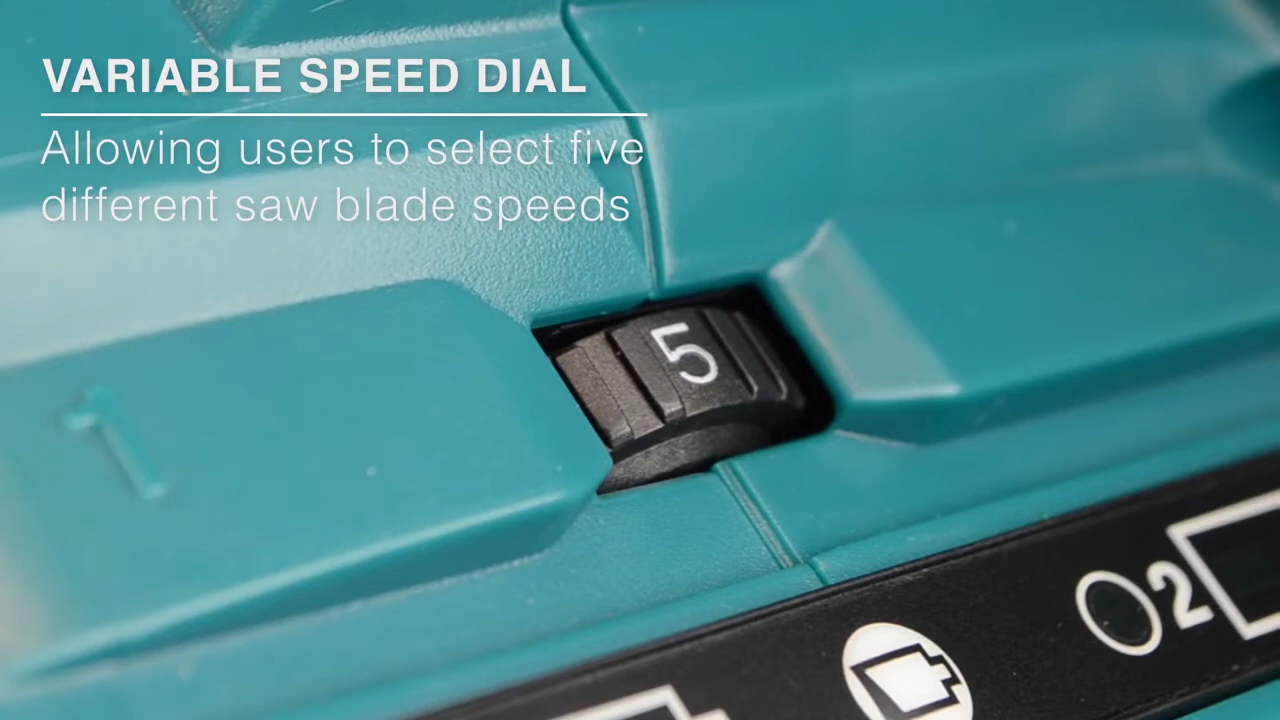 VARIABLE SPEED DIAL
Allowing users to select five
different saw blade speeds
5
1
2